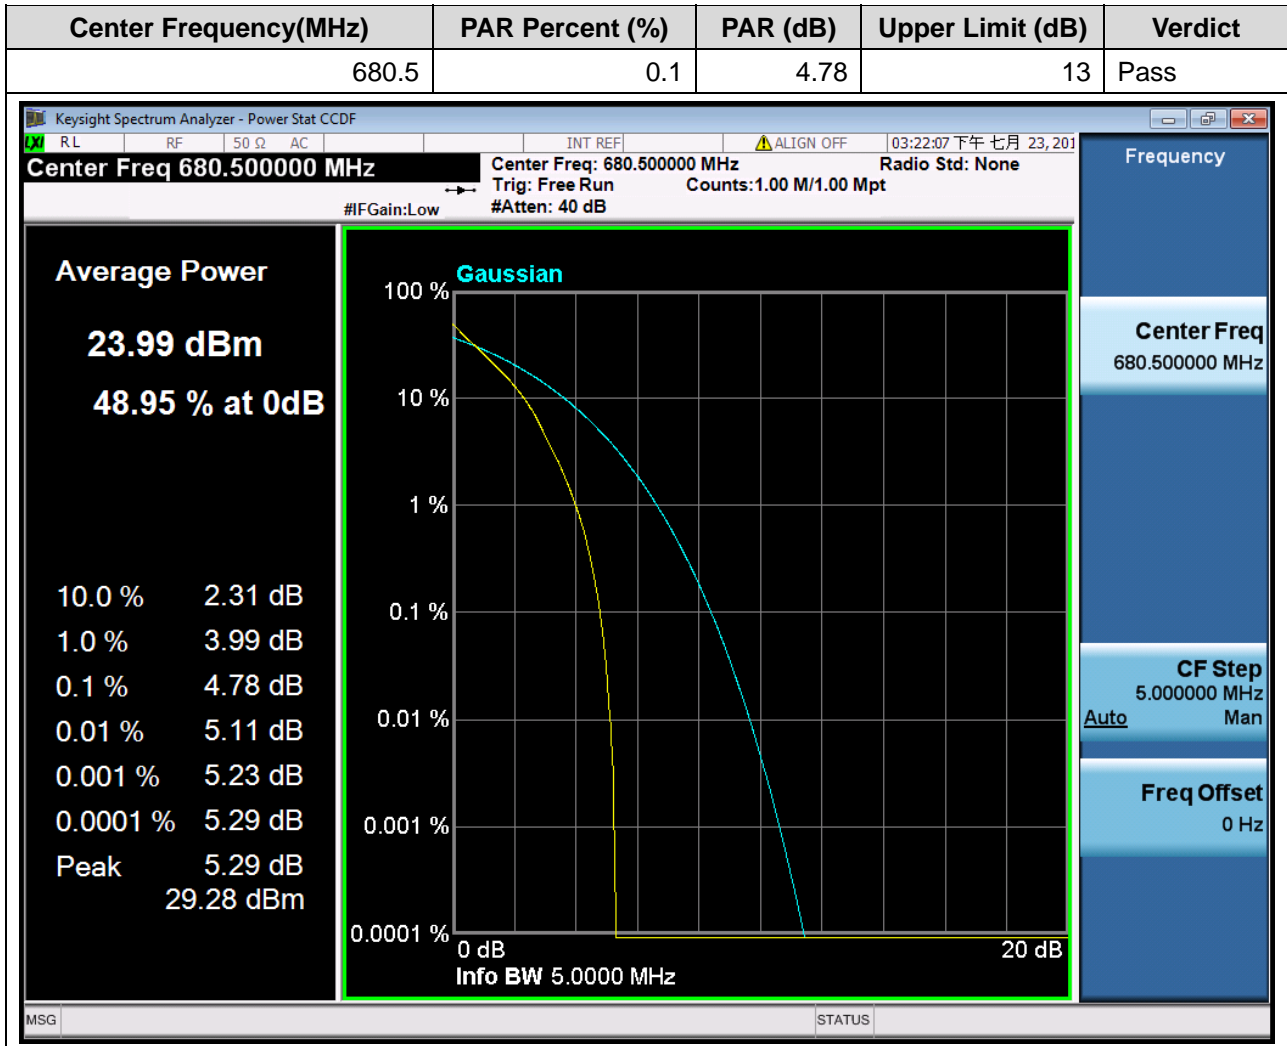 Center Frequency(MHz) PAR Percent (%) PAR (dB) Upper Limit (dB) Verdict
680.5 0.1 4.78 13 Pass
Keysight Spectrum Analyzer - Power Stat CCDF
LXI RL RF 50 Ω AC INT REF ALIGN OFF 03:22:07 下午 七月 23, 201
Center Freq 680.500000 MHz
Center Freq: 680.500000 MHz Radio Std: None
Trig: Free Run Counts:1.00 M/1.00 Mpt
#IFGain:Low #Atten: 40 dB
Average Power
23.99 dBm
48.95 % at 0dB
10.0 % 2.31 dB
1.0 % 3.99 dB
0.1 % 4.78 dB
0.01 % 5.11 dB
0.001 % 5.23 dB
0.0001 % 5.29 dB
Peak 5.29 dB
29.28 dBm
Gaussian
100 %
10 %
1 %
0.1 %
0.01 %
0.001 %
0.0001 %
0 dB 20 dB
Info BW 5.0000 MHz
Frequency
Center Freq
680.500000 MHz
CF Step
5.000000 MHz
Auto Man
Freq Offset
0 Hz
MSG STATUS